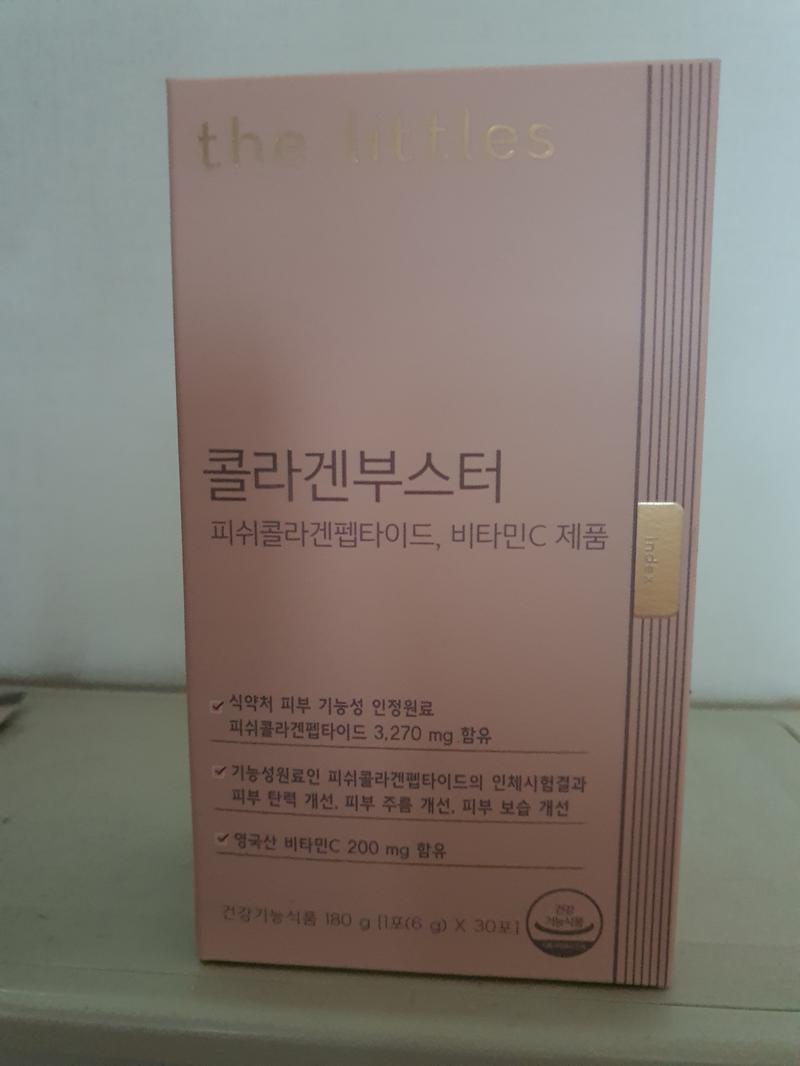 the littles
콜라겐부스터
피쉬콜라겐펩타이드, 비타민C 제품
index
식약처 피부 기능성 인정원료
피쉬콜라겐펩타이드 3,270 mg 함유
기능성원료인 피쉬콜라겐펩타이드의 인체시험결과
피부 탄력 개선, 피부 주름 개선, 피부 보습 개선
영국산 비타민C 200 mg 함유
건강기능식품 180 g [1포(6 g) X 30포]
건강
기능식품